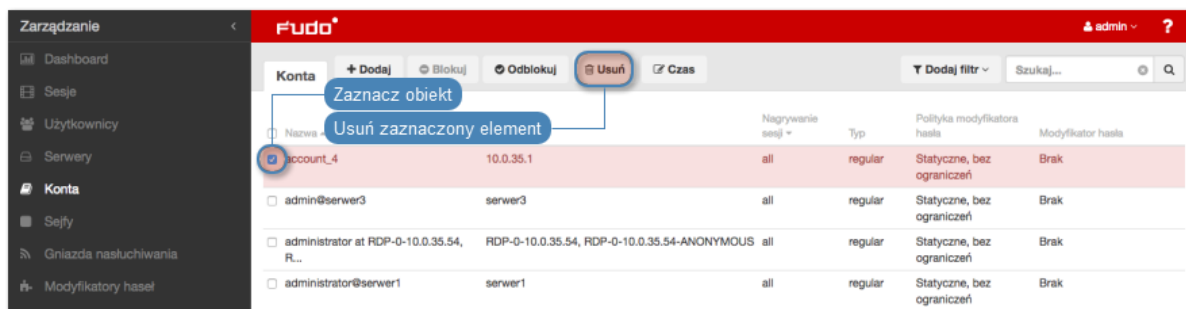 Zarządzanie
Fudo
admin ?
Dashboard
Sesje
Użytkownicy
Serwery
Konta
Sejfy
Gniazda nasłuchiwania
Modyfikatory haseł
Konta + Dodaj Blokuj Odblokuj Usuń Czas Dodaj filtr Szukaj...
Zaznacz obiekt
Usuń zaznaczony element
Nazwa Nagrywanie sesji Typ Polityka modyfikatora hasła Modyfikator hasła
account_4 10.0.35.1 all regular Statyczne, bez ograniczeń Brak
admin@serwer3 serwer3 all regular Statyczne, bez ograniczeń Brak
administrator at RDP-0-10.0.35.54, R... RDP-0-10.0.35.54, RDP-0-10.0.35.54-ANONYMOUS all regular Statyczne, bez ograniczeń Brak
administrator@serwer1 serwer1 all regular Statyczne, bez ograniczeń Brak